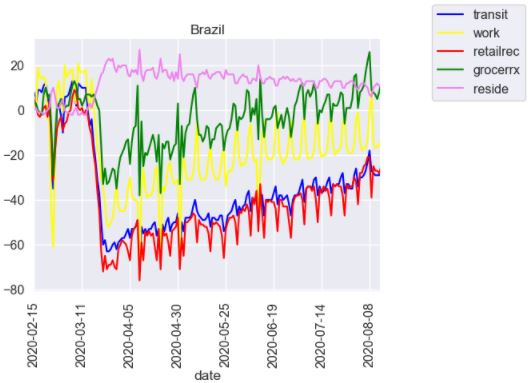 Brazil
transit
work
retailrec
grocerrx
reside
20
0
−20
−40
−60
−80
2020-02-15
2020-03-11
2020-04-05
2020-04-30
2020-05-25
2020-06-19
2020-07-14
2020-08-08
date